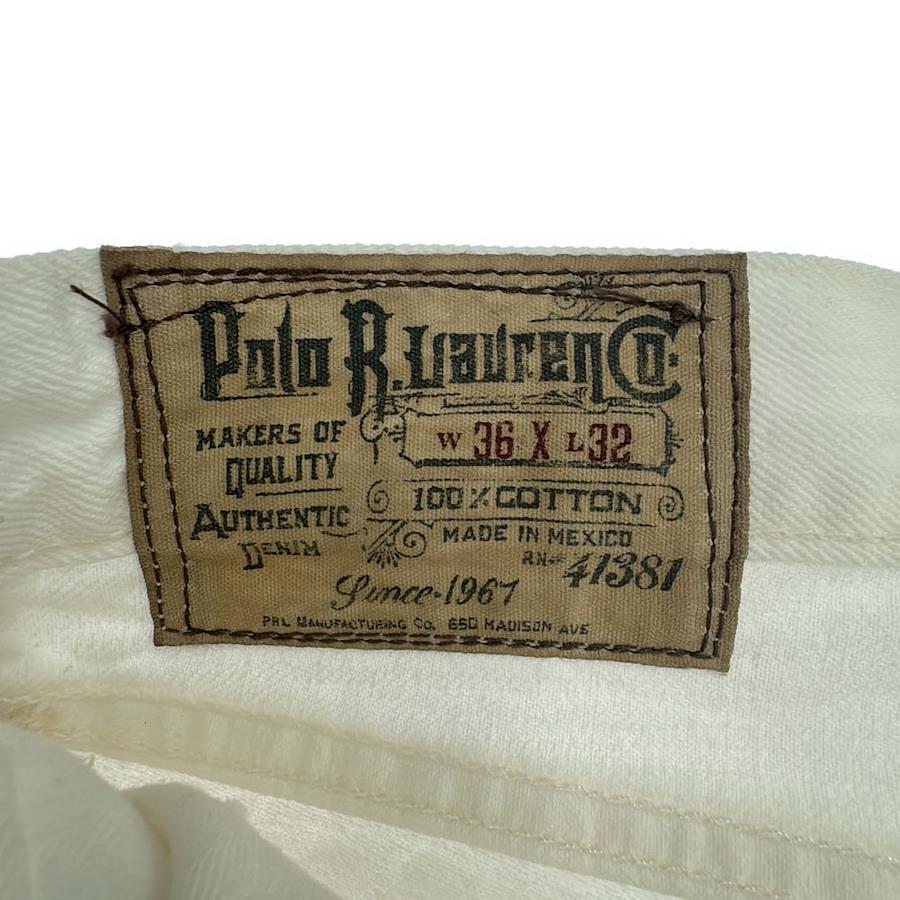 Polo R. Lauren Co.
W 36 X L 32
MAKERS OF
QUALITY
AUTHENTIC
DENIM
100% COTTON
MADE IN MEXICO
RN# 41381
Since 1967
PRL MANUFACTURING CO. 650 MADISON AVE